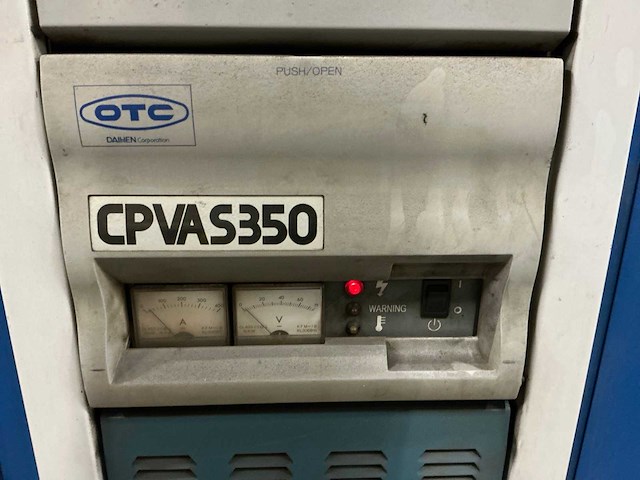 PUSH/OPEN
OTC
DAIHEN Corporation
CPVAS350
A
V
WARNING